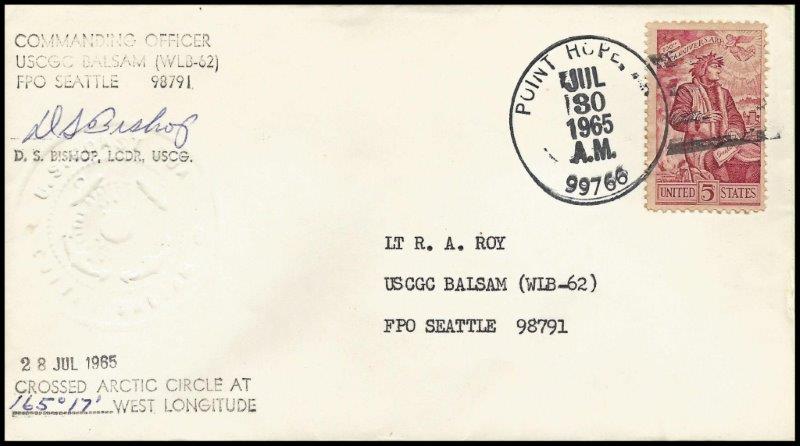 COMMANDING OFFICER
USCGC BALSAM (WLB-62)
FPO SEATTLE 98791
D S Bishop
D. S. BISHOP, LCDR, USCG.
POINT HOPE,
JUL
30
1965
A.M.
99766
UNITED 5 STATES
LT R. A. ROY
USCGC BALSAM (WLB-62)
FPO SEATTLE 98791
28 JUL 1965
CROSSED ARCTIC CIRCLE AT
165°17' WEST LONGITUDE